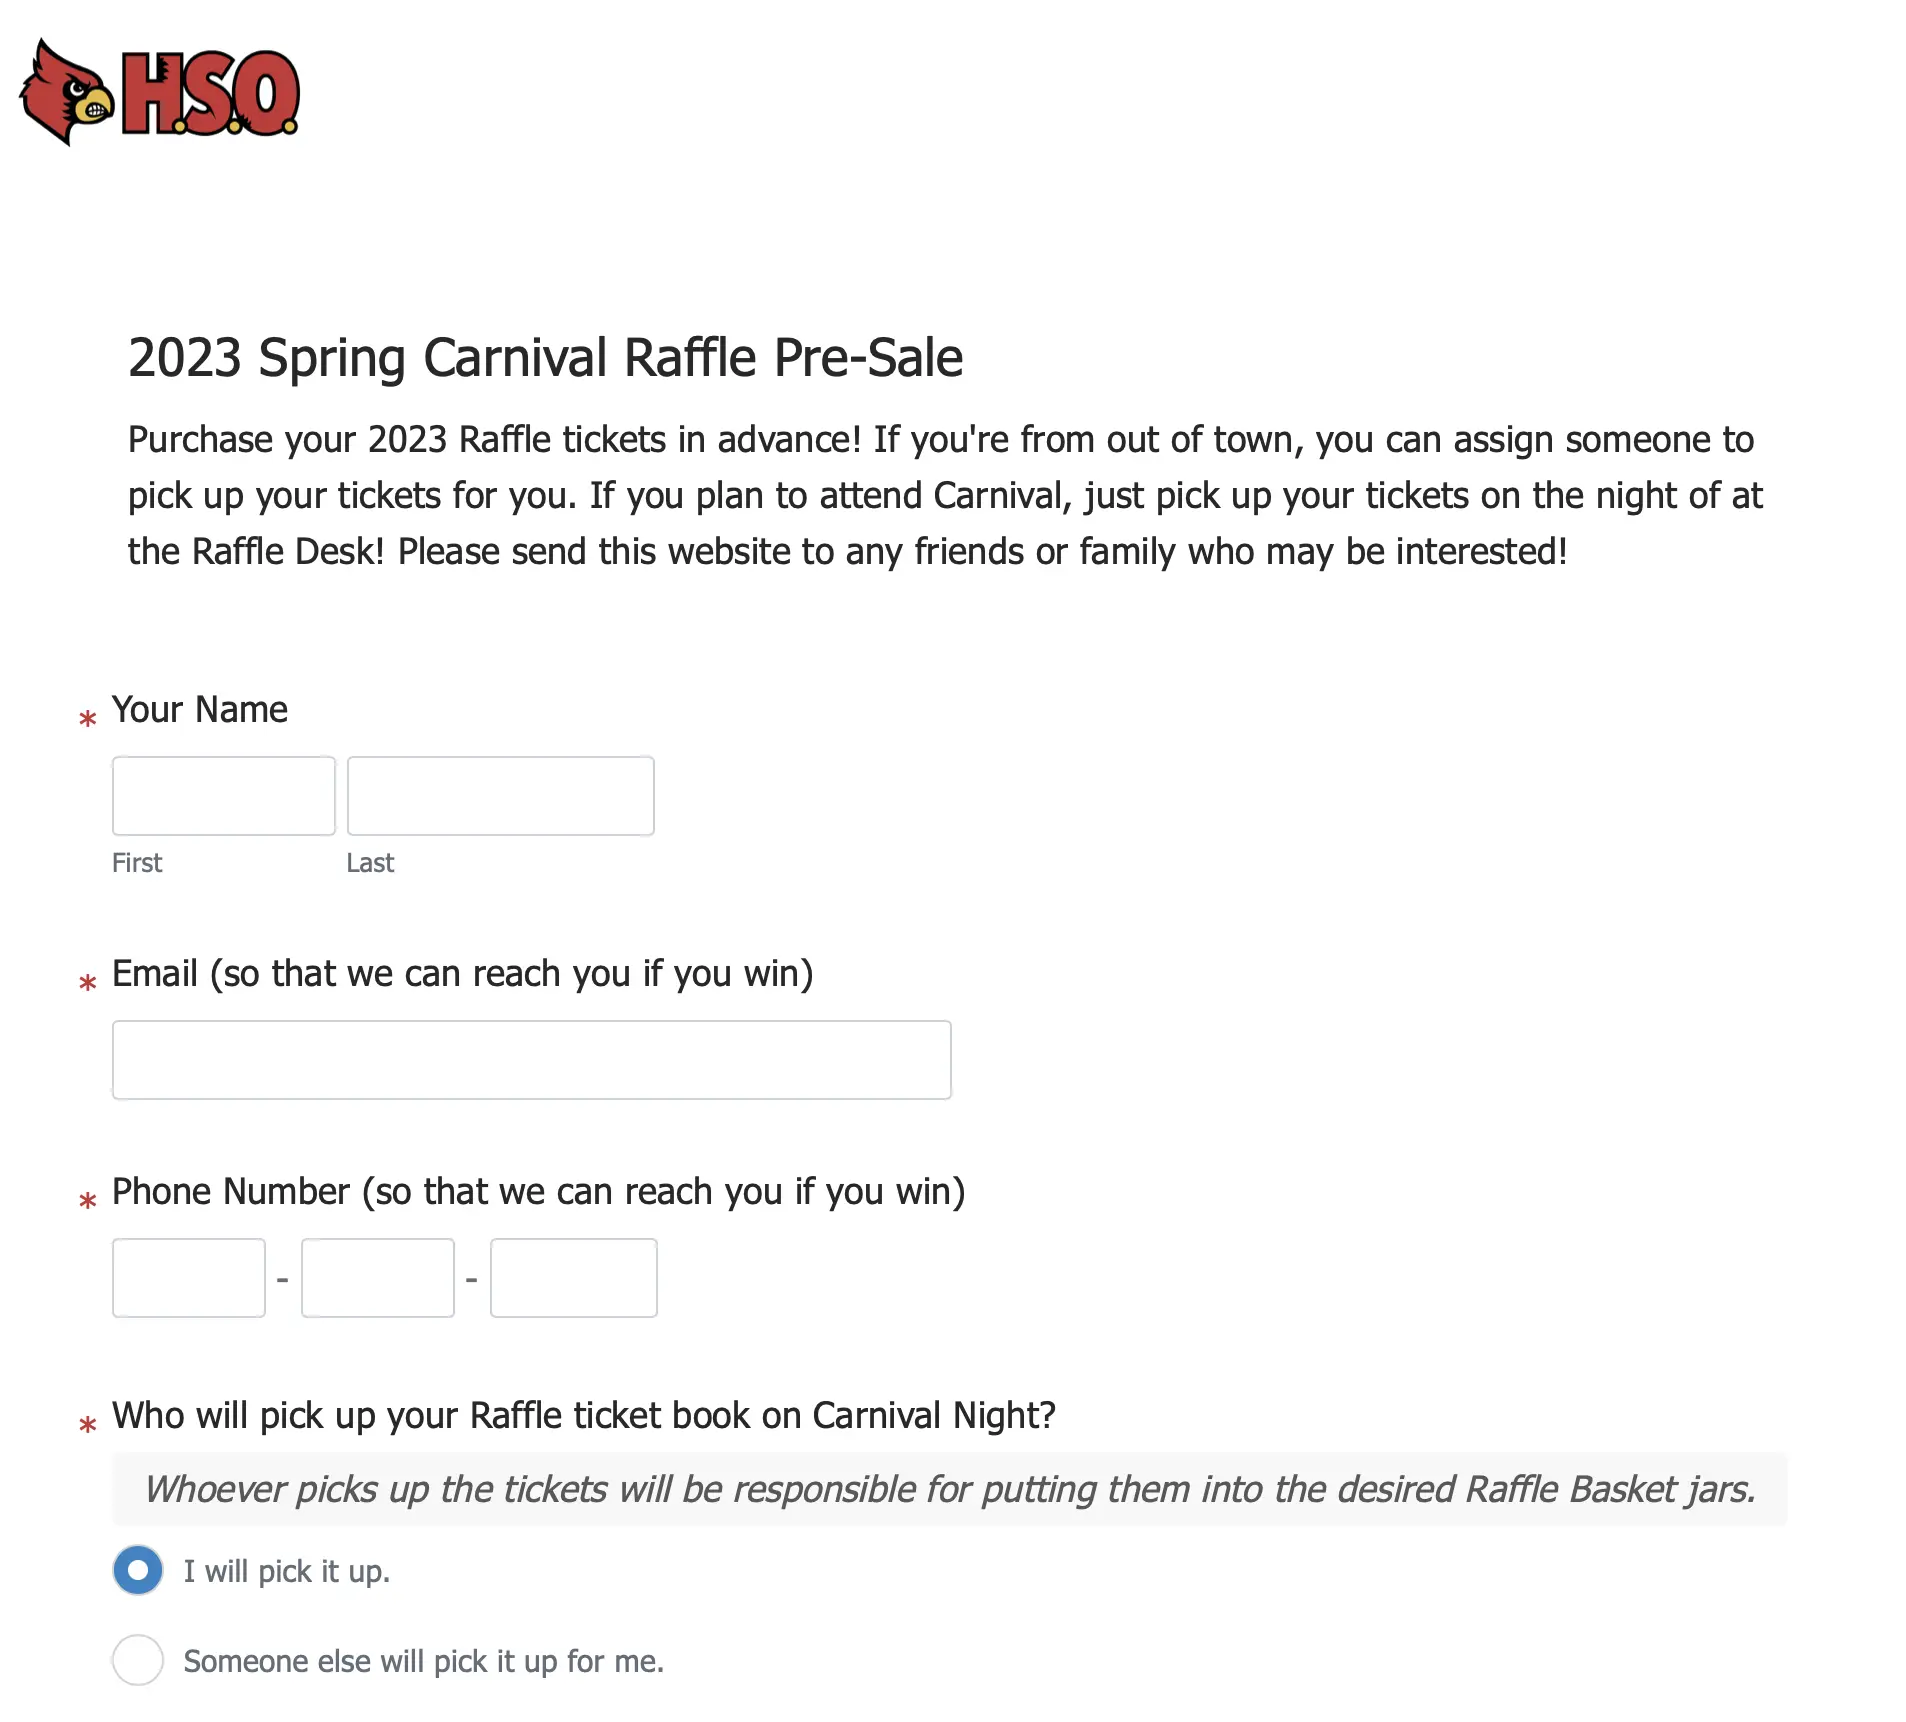 H.S.O.
2023 Spring Carnival Raffle Pre-Sale
Purchase your 2023 Raffle tickets in advance! If you're from out of town, you can assign someone to
pick up your tickets for you. If you plan to attend Carnival, just pick up your tickets on the night of at
the Raffle Desk! Please send this website to any friends or family who may be interested!
* Your Name
First Last
* Email (so that we can reach you if you win)
* Phone Number (so that we can reach you if you win)
- -
* Who will pick up your Raffle ticket book on Carnival Night?
Whoever picks up the tickets will be responsible for putting them into the desired Raffle Basket jars.
I will pick it up.
Someone else will pick it up for me.